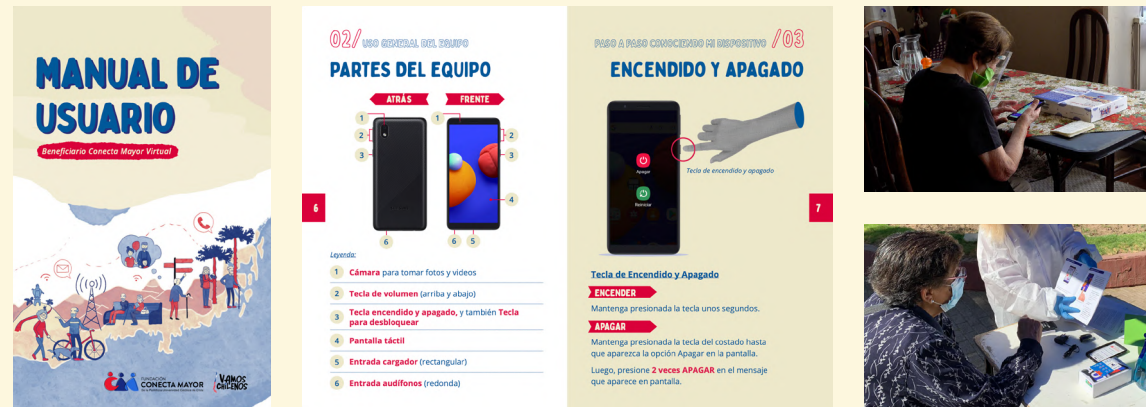 MANUAL DE
USUARIO
Beneficiario Conecta Mayor Virtual
FUNDACIÓN
CONECTA MAYOR
VAMOS
CHILENOS
02/ USO GENERAL DEL EQUIPO
PARTES DEL EQUIPO
ATRÁS
FRENTE
1
2
3
6
1
2
3
4
6
5
6
Leyenda:
1 Cámara para tomar fotos y videos
2 Tecla de volumen (arriba y abajo)
3 Tecla encendido y apagado, y también Tecla
para desbloquear
4 Pantalla táctil
5 Entrada cargador (rectangular)
6 Entrada audífonos (redonda)
PASO A PASO CONOCIENDO MI DISPOSITIVO /03
ENCENDIDO Y APAGADO
Apagar
Reiniciar
Tecla de encendido y apagado
7
Tecla de Encendido y Apagado
ENCENDER
Mantenga presionada la tecla unos segundos.
APAGAR
Mantenga presionada la tecla del costado hasta
que aparezca la opción Apagar en la pantalla.
Luego, presione 2 veces APAGAR en el mensaje
que aparece en pantalla.